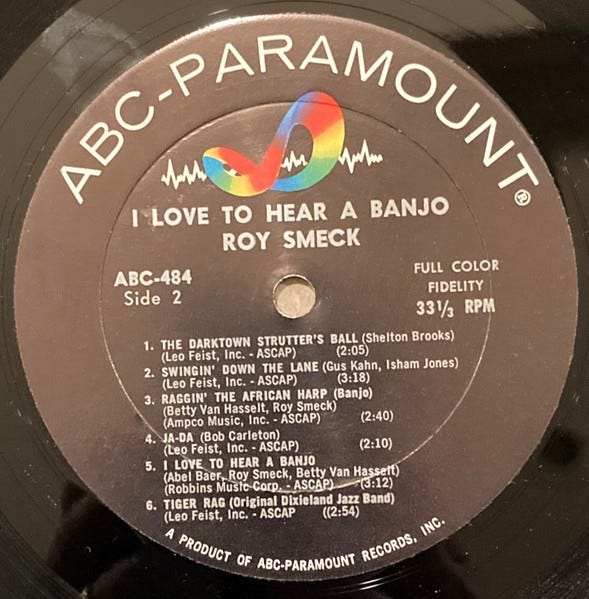 ABC-PARAMOUNT®
I LOVE TO HEAR A BANJO
ROY SMECK
ABC-484
Side 2
FULL COLOR
FIDELITY
33⅓ RPM
1. THE DARKTOWN STRUTTER'S BALL (Shelton Brooks)
(Leo Feist, Inc. - ASCAP) (2:05)
2. SWINGIN' DOWN THE LANE (Gus Kahn, Isham Jones)
(Leo Feist, Inc. - ASCAP) (3:18)
3. RAGGIN' THE AFRICAN HARP (Banjo)
(Betty Van Hasselt, Roy Smeck)
(Ampco Music, Inc. - ASCAP) (2:40)
4. JA-DA (Bob Carleton)
(Leo Feist, Inc. - ASCAP) (2:10)
5. I LOVE TO HEAR A BANJO
(Abel Baer, Roy Smeck, Betty Van Hasselt)
(Robbins Music Corp. - ASCAP) (3:12)
6. TIGER RAG (Original Dixieland Jazz Band)
(Leo Feist, Inc. - ASCAP ((2:54)
A PRODUCT OF ABC-PARAMOUNT RECORDS, INC.